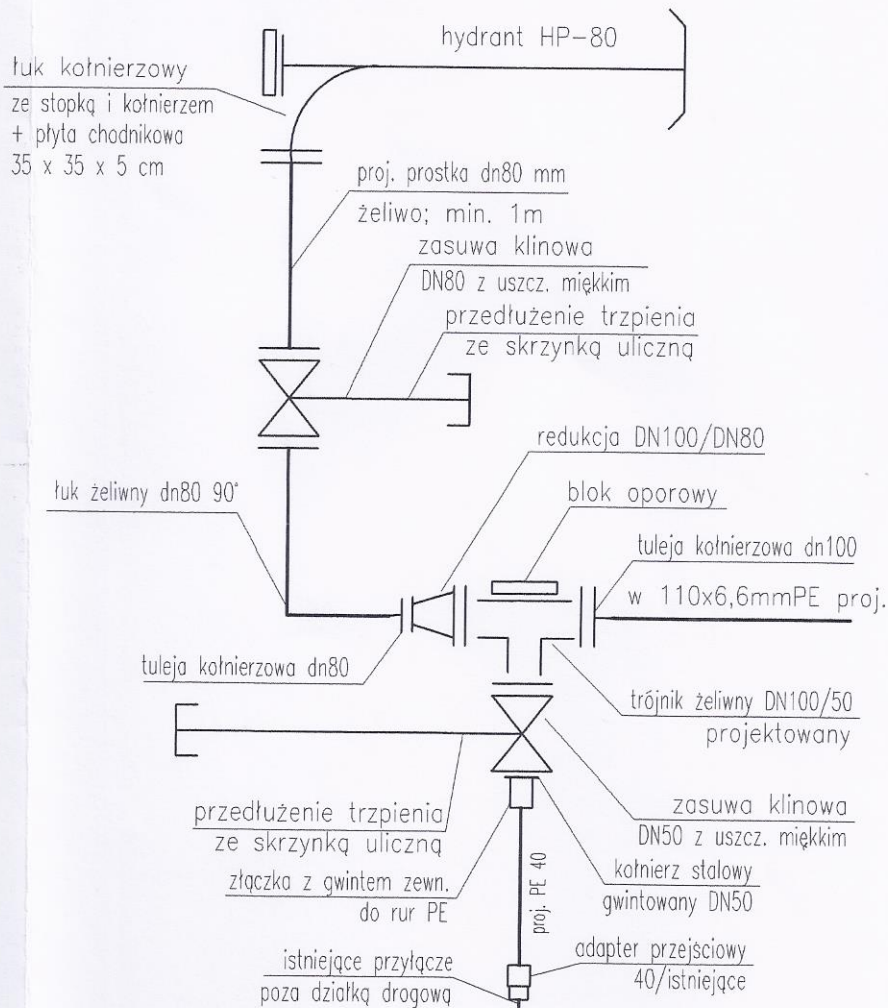 hydrant HP-80
łuk kołnierzowy
ze stopką i kołnierzem
+ płyta chodnikowa
35 x 35 x 5 cm
proj. prostka dn80 mm
żeliwo; min. 1m
zasuwa klinowa
DN80 z uszcz. miękkim
przedłużenie trzpienia
ze skrzynką uliczną
redukcja DN100/DN80
łuk żeliwny dn80 90°
blok oporowy
tuleja kołnierzowa dn100
w 110x6,6mmPE proj.
tuleja kołnierzowa dn80
trójnik żeliwny DN100/50
projektowany
przedłużenie trzpienia
ze skrzynką uliczną
zasuwa klinowa
DN50 z uszcz. miękkim
złączka z gwintem zewn.
do rur PE
kołnierz stalowy
gwintowany DN50
proj. PE 40
istniejące przyłącze
poza działką drogową
adapter przejściowy
40/istniejące